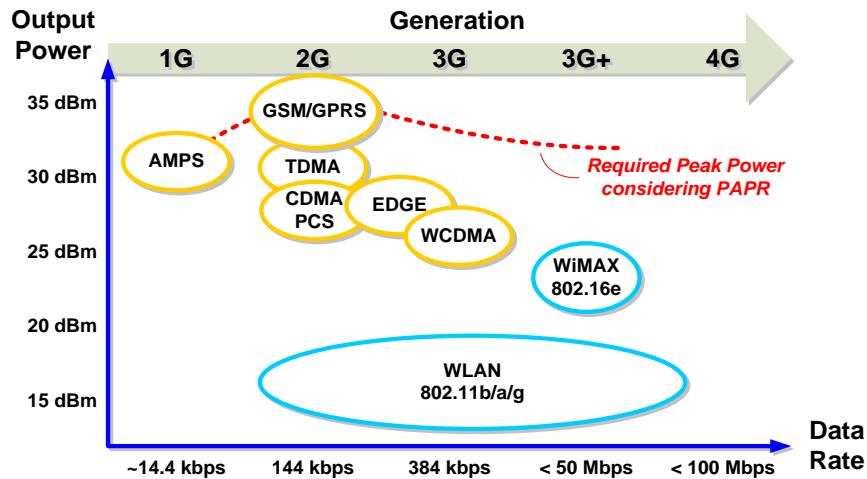 Output
Power
Generation
1G 2G 3G 3G+ 4G
35 dBm
30 dBm
25 dBm
20 dBm
15 dBm
GSM/GPRS
AMPS
TDMA
CDMA
PCS
EDGE
WCDMA
Required Peak Power
considering PAPR
WiMAX
802.16e
WLAN
802.11b/a/g
~14.4 kbps 144 kbps 384 kbps < 50 Mbps < 100 Mbps
Data
Rate